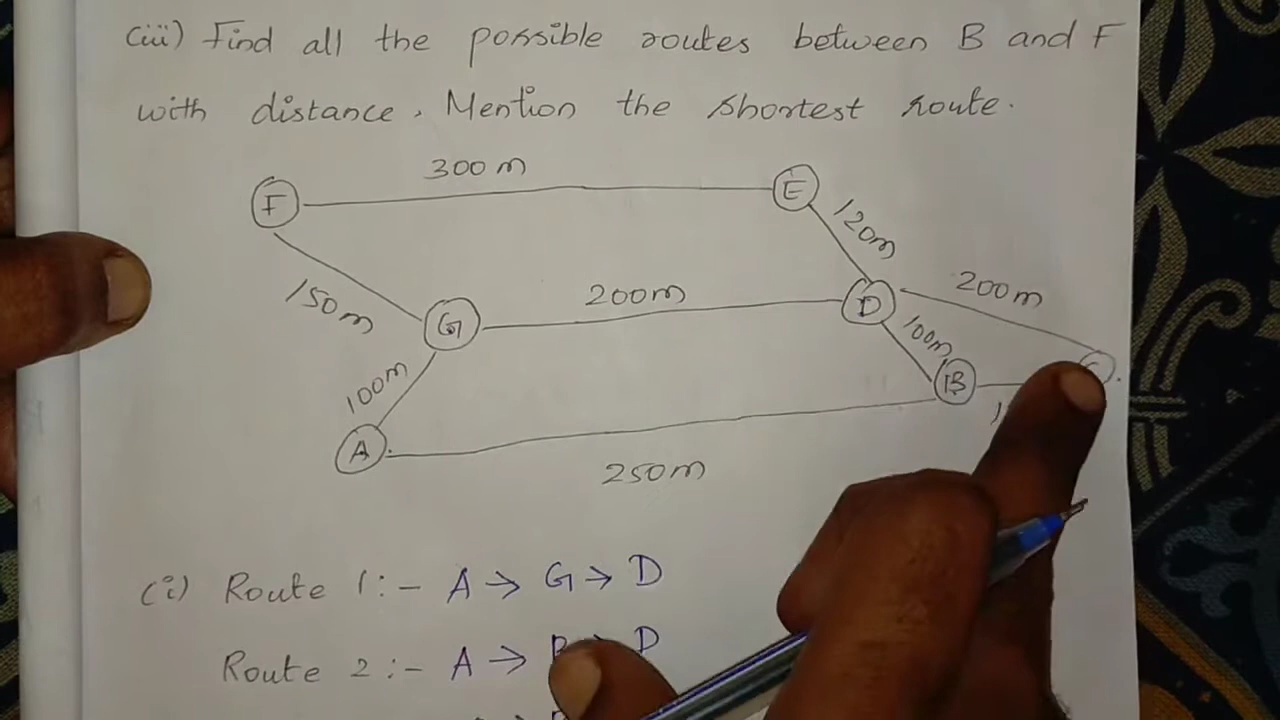 (iii) Find all the possible routes between B and F
with distance. Mention the shortest route.
300 m
F
E
120m
150m
G
200m
D
200m
100m
100m
B
A
250m
(i) Route 1:- A → G → D
Route 2:- A → → D